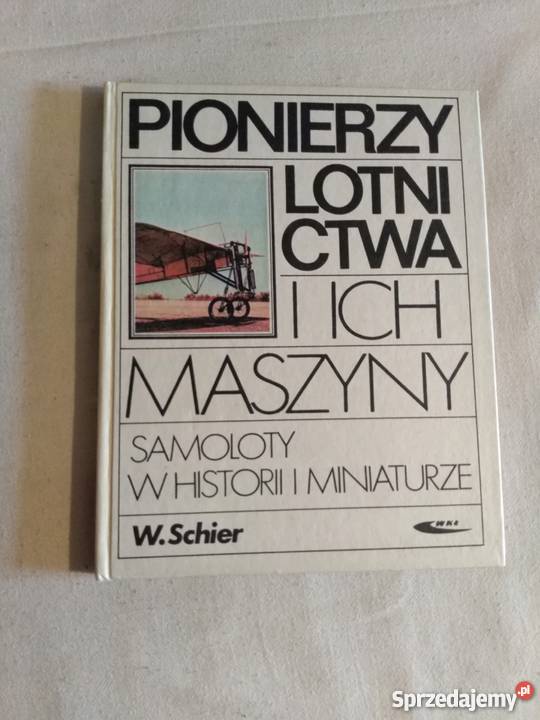 PIONIERZY
LOTNI
CTWA
I ICH
MASZYNY
SAMOLOTY
W HISTORII I MINIATURZE
W.Schier
WKŁ
Sprzedajemy.pl